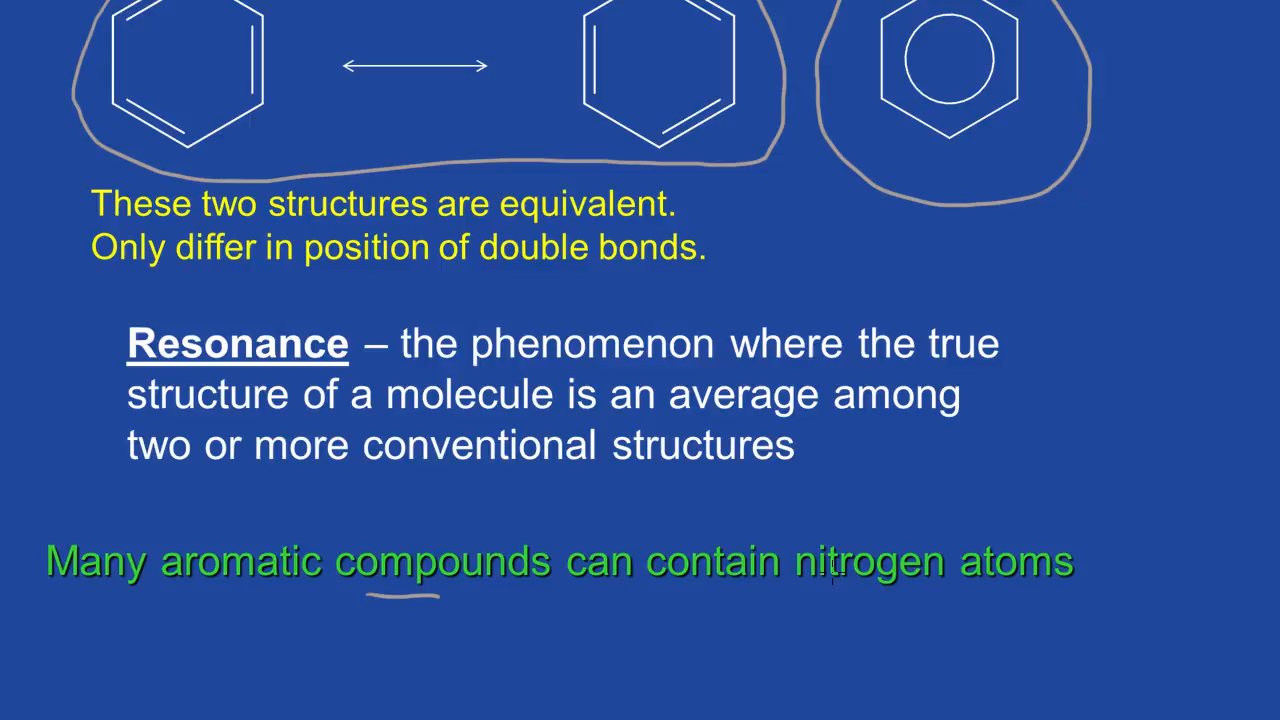 These two structures are equivalent.
Only differ in position of double bonds.
Resonance – the phenomenon where the true
structure of a molecule is an average among
two or more conventional structures
Many aromatic compounds can contain nitrogen atoms